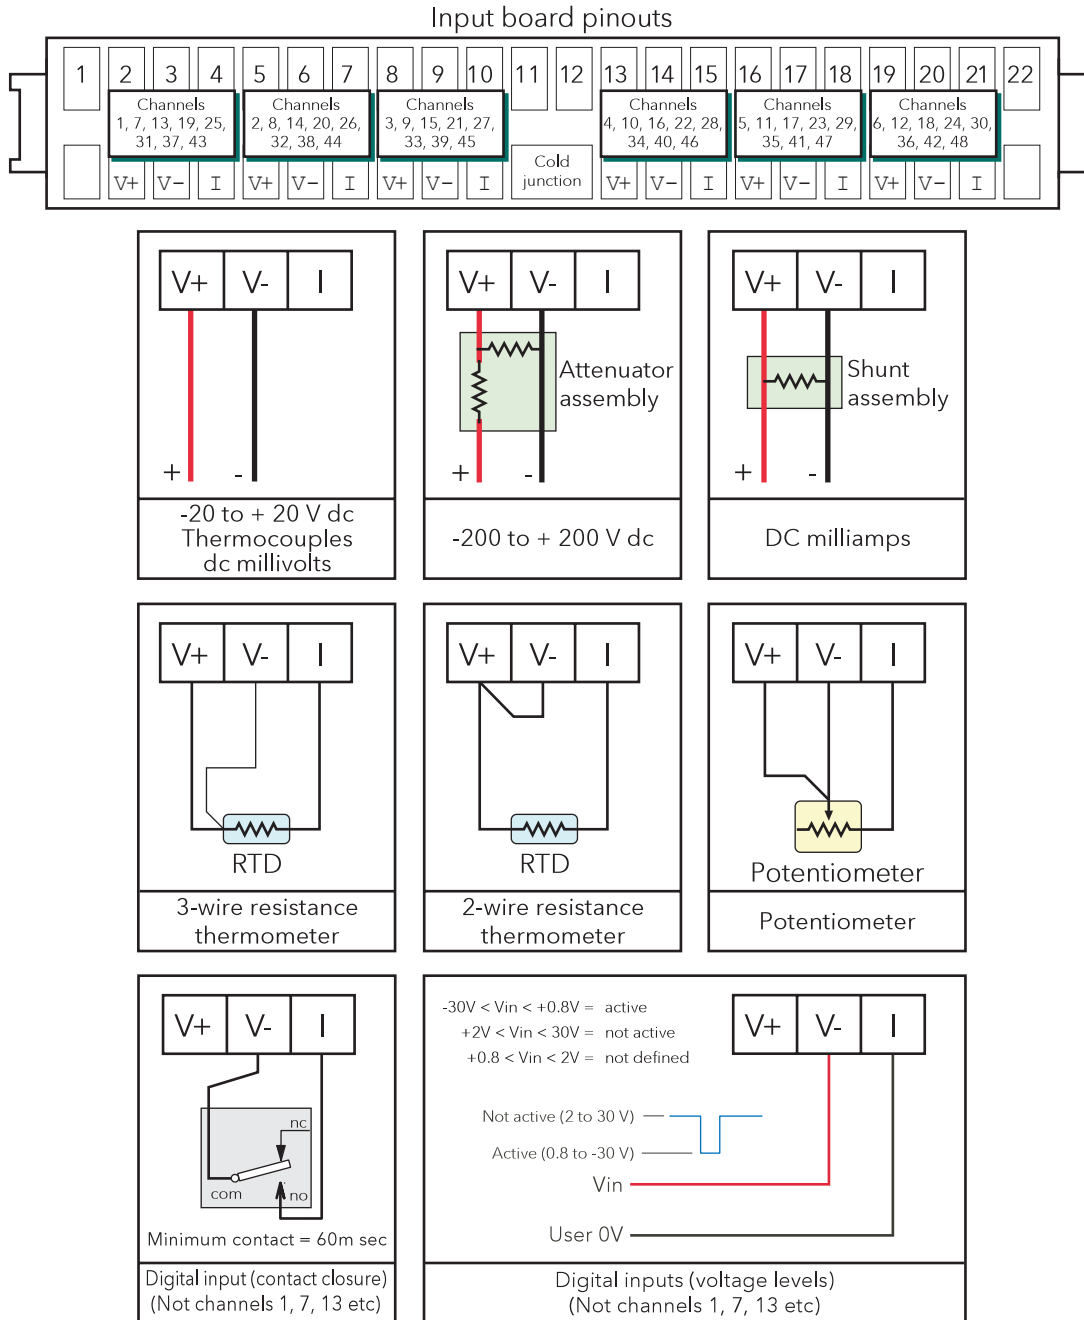 Input board pinouts
1 2 3 4 5 6 7 8 9 10 11 12 13 14 15 16 17 18 19 20 21 22
Channels
1, 7, 13, 19, 25,
31, 37, 43
Channels
2, 8, 14, 20, 26,
32, 38, 44
Channels
3, 9, 15, 21, 27,
33, 39, 45
Channels
4, 10, 16, 22, 28,
34, 40, 46
Channels
5, 11, 17, 23, 29,
35, 41, 47
Channels
6, 12, 18, 24, 30,
36, 42, 48
Cold
junction
V+ V- I V+ V- I V+ V- I V+ V- I V+ V- I V+ V- I
V+ V- I
+ -
-20 to + 20 V dc
Thermocouples
dc millivolts
V+ V- I
Attenuator
assembly
+ -
-200 to + 200 V dc
V+ V- I
Shunt
assembly
+ -
DC milliamps
V+ V- I
RTD
3-wire resistance
thermometer
V+ V- I
RTD
2-wire resistance
thermometer
V+ V- I
Potentiometer
Potentiometer
V+ V- I
nc
com
no
Minimum contact = 60m sec
Digital input (contact closure)
(Not channels 1, 7, 13 etc)
-30V < Vin < +0.8V = active
+2V < Vin < 30V = not active
+0.8 < Vin < 2V = not defined
V+ V- I
Not active (2 to 30 V)
Active (0.8 to -30 V)
Vin
User 0V
Digital inputs (voltage levels)
(Not channels 1, 7, 13 etc)